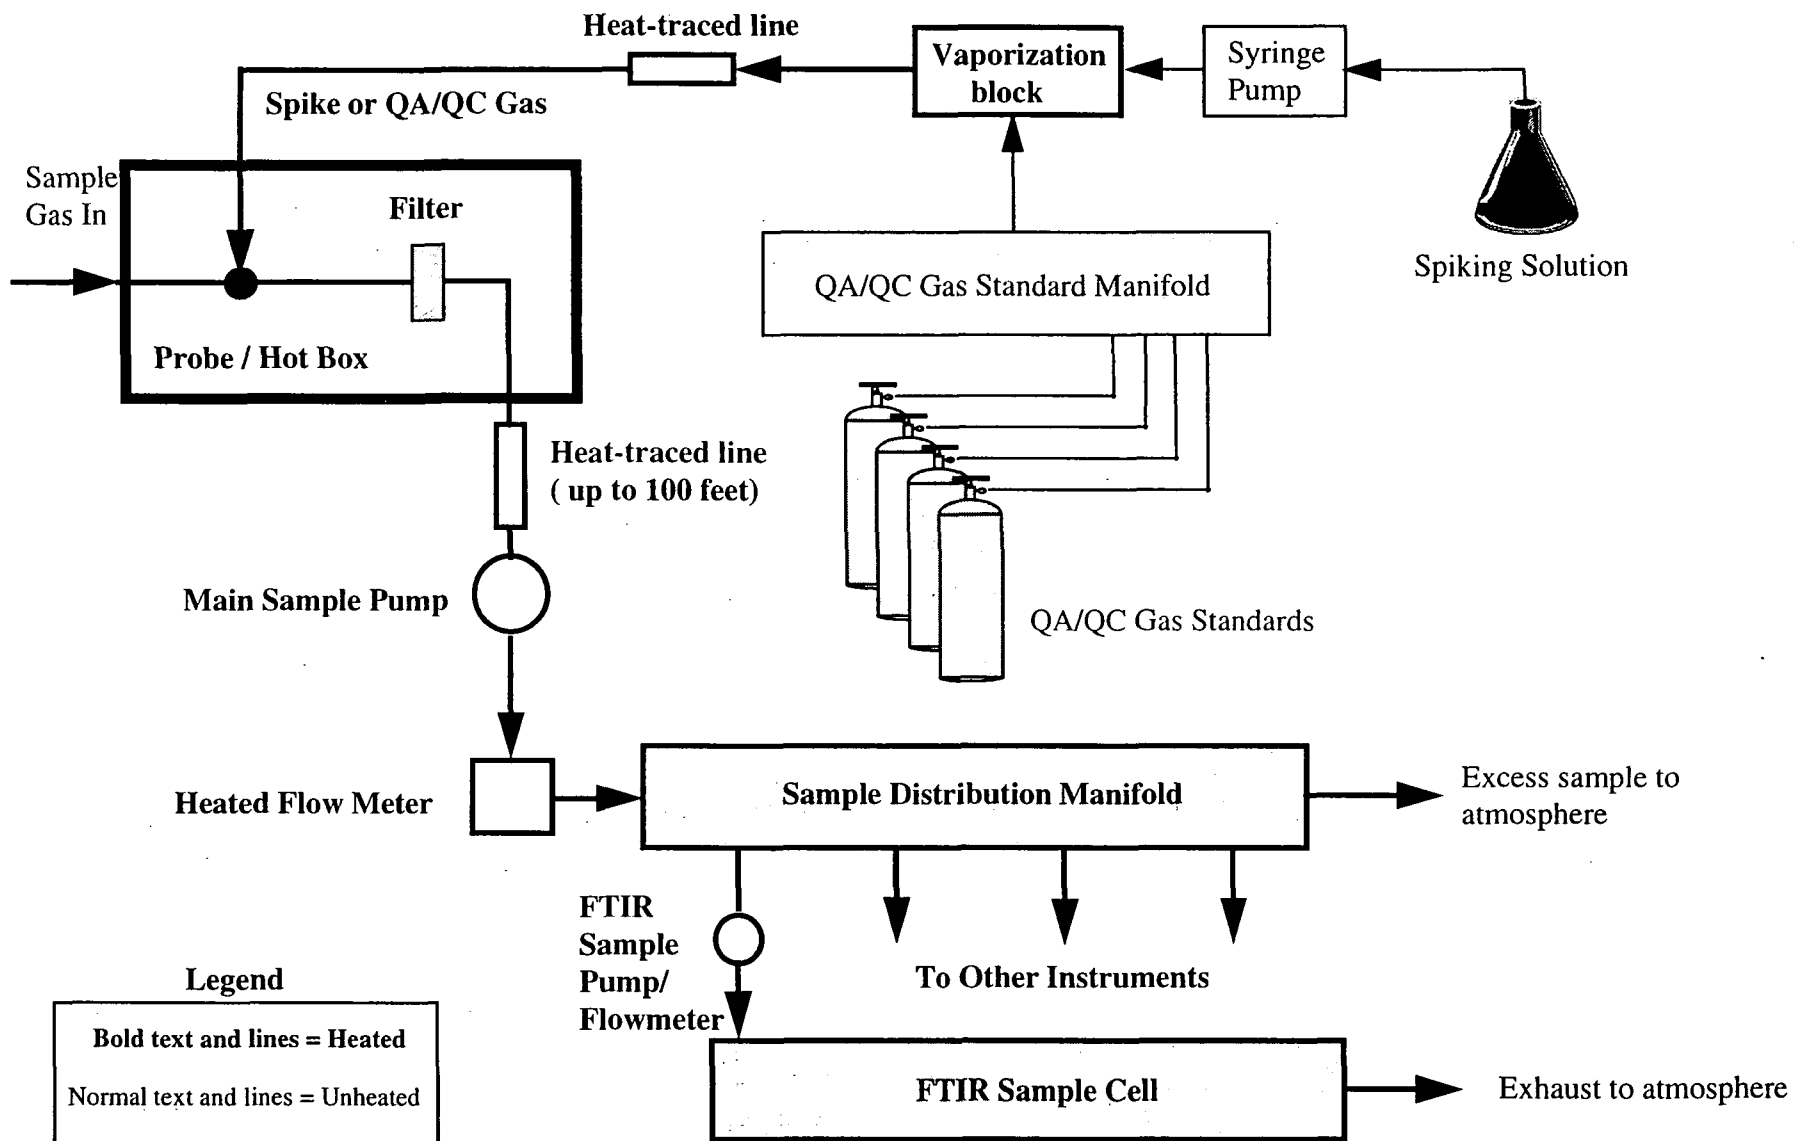 Heat-traced line
Vaporization
block
Syringe
Pump
Spike or QA/QC Gas
Sample
Gas In
Filter
Probe / Hot Box
QA/QC Gas Standard Manifold
Spiking Solution
Heat-traced line
( up to 100 feet)
Main Sample Pump
QA/QC Gas Standards
Heated Flow Meter
Sample Distribution Manifold
Excess sample to
atmosphere
FTIR
Sample
Pump/
Flowmeter
To Other Instruments
Legend
Bold text and lines = Heated
Normal text and lines = Unheated
FTIR Sample Cell
Exhaust to atmosphere